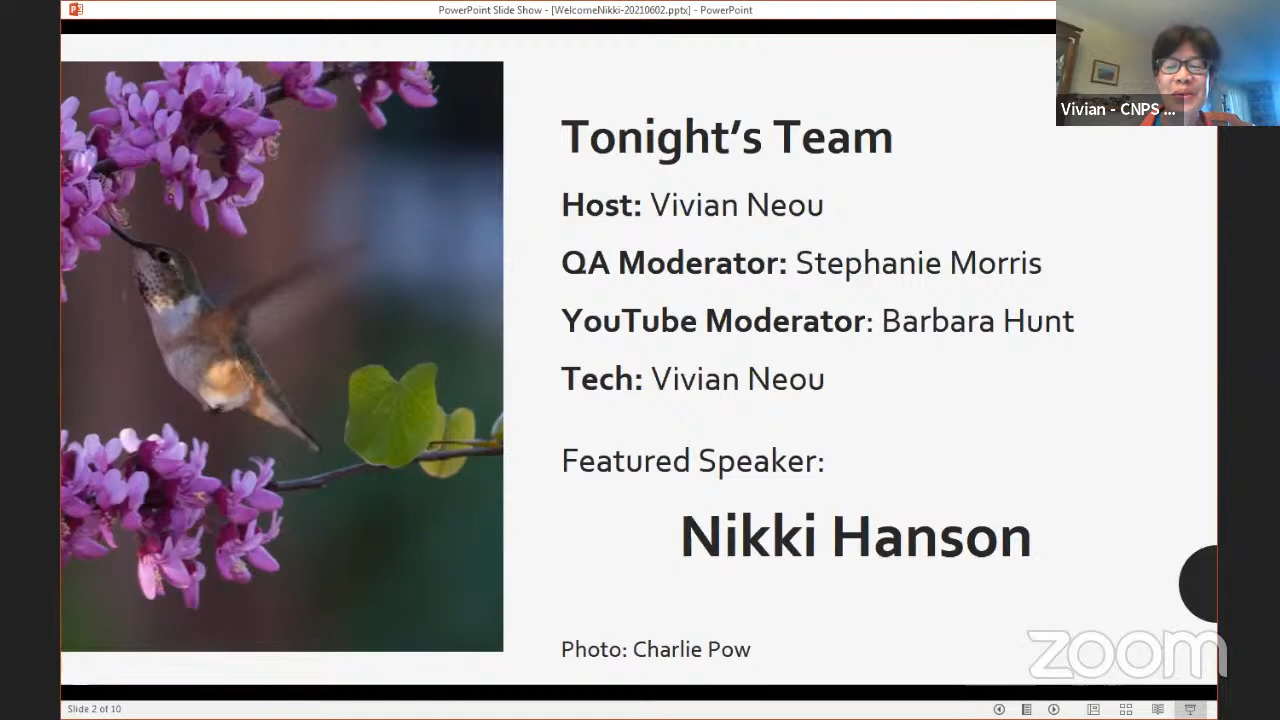 PowerPoint Slide Show - [WelcomeNikki-20210602.pptx] - PowerPoint
Vivian - CNPS ...
Tonight’s Team
Host: Vivian Neou
QA Moderator: Stephanie Morris
YouTube Moderator: Barbara Hunt
Tech: Vivian Neou
Featured Speaker:
Nikki Hanson
Photo: Charlie Pow
zoom
Slide 2 of 10